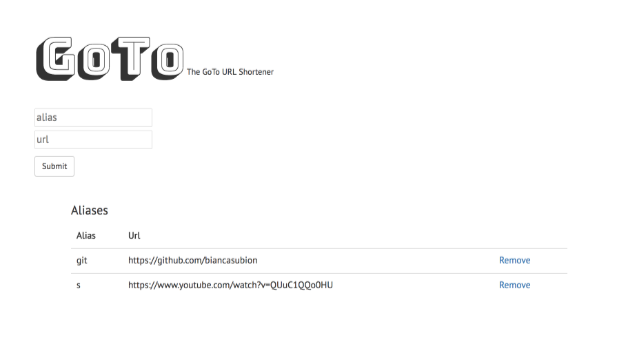 GoTo The GoTo URL Shortener
alias
url
Submit
Aliases
Alias Url
git https://github.com/biancasubion Remove
s https://www.youtube.com/watch?v=QUuC1QQo0HU Remove